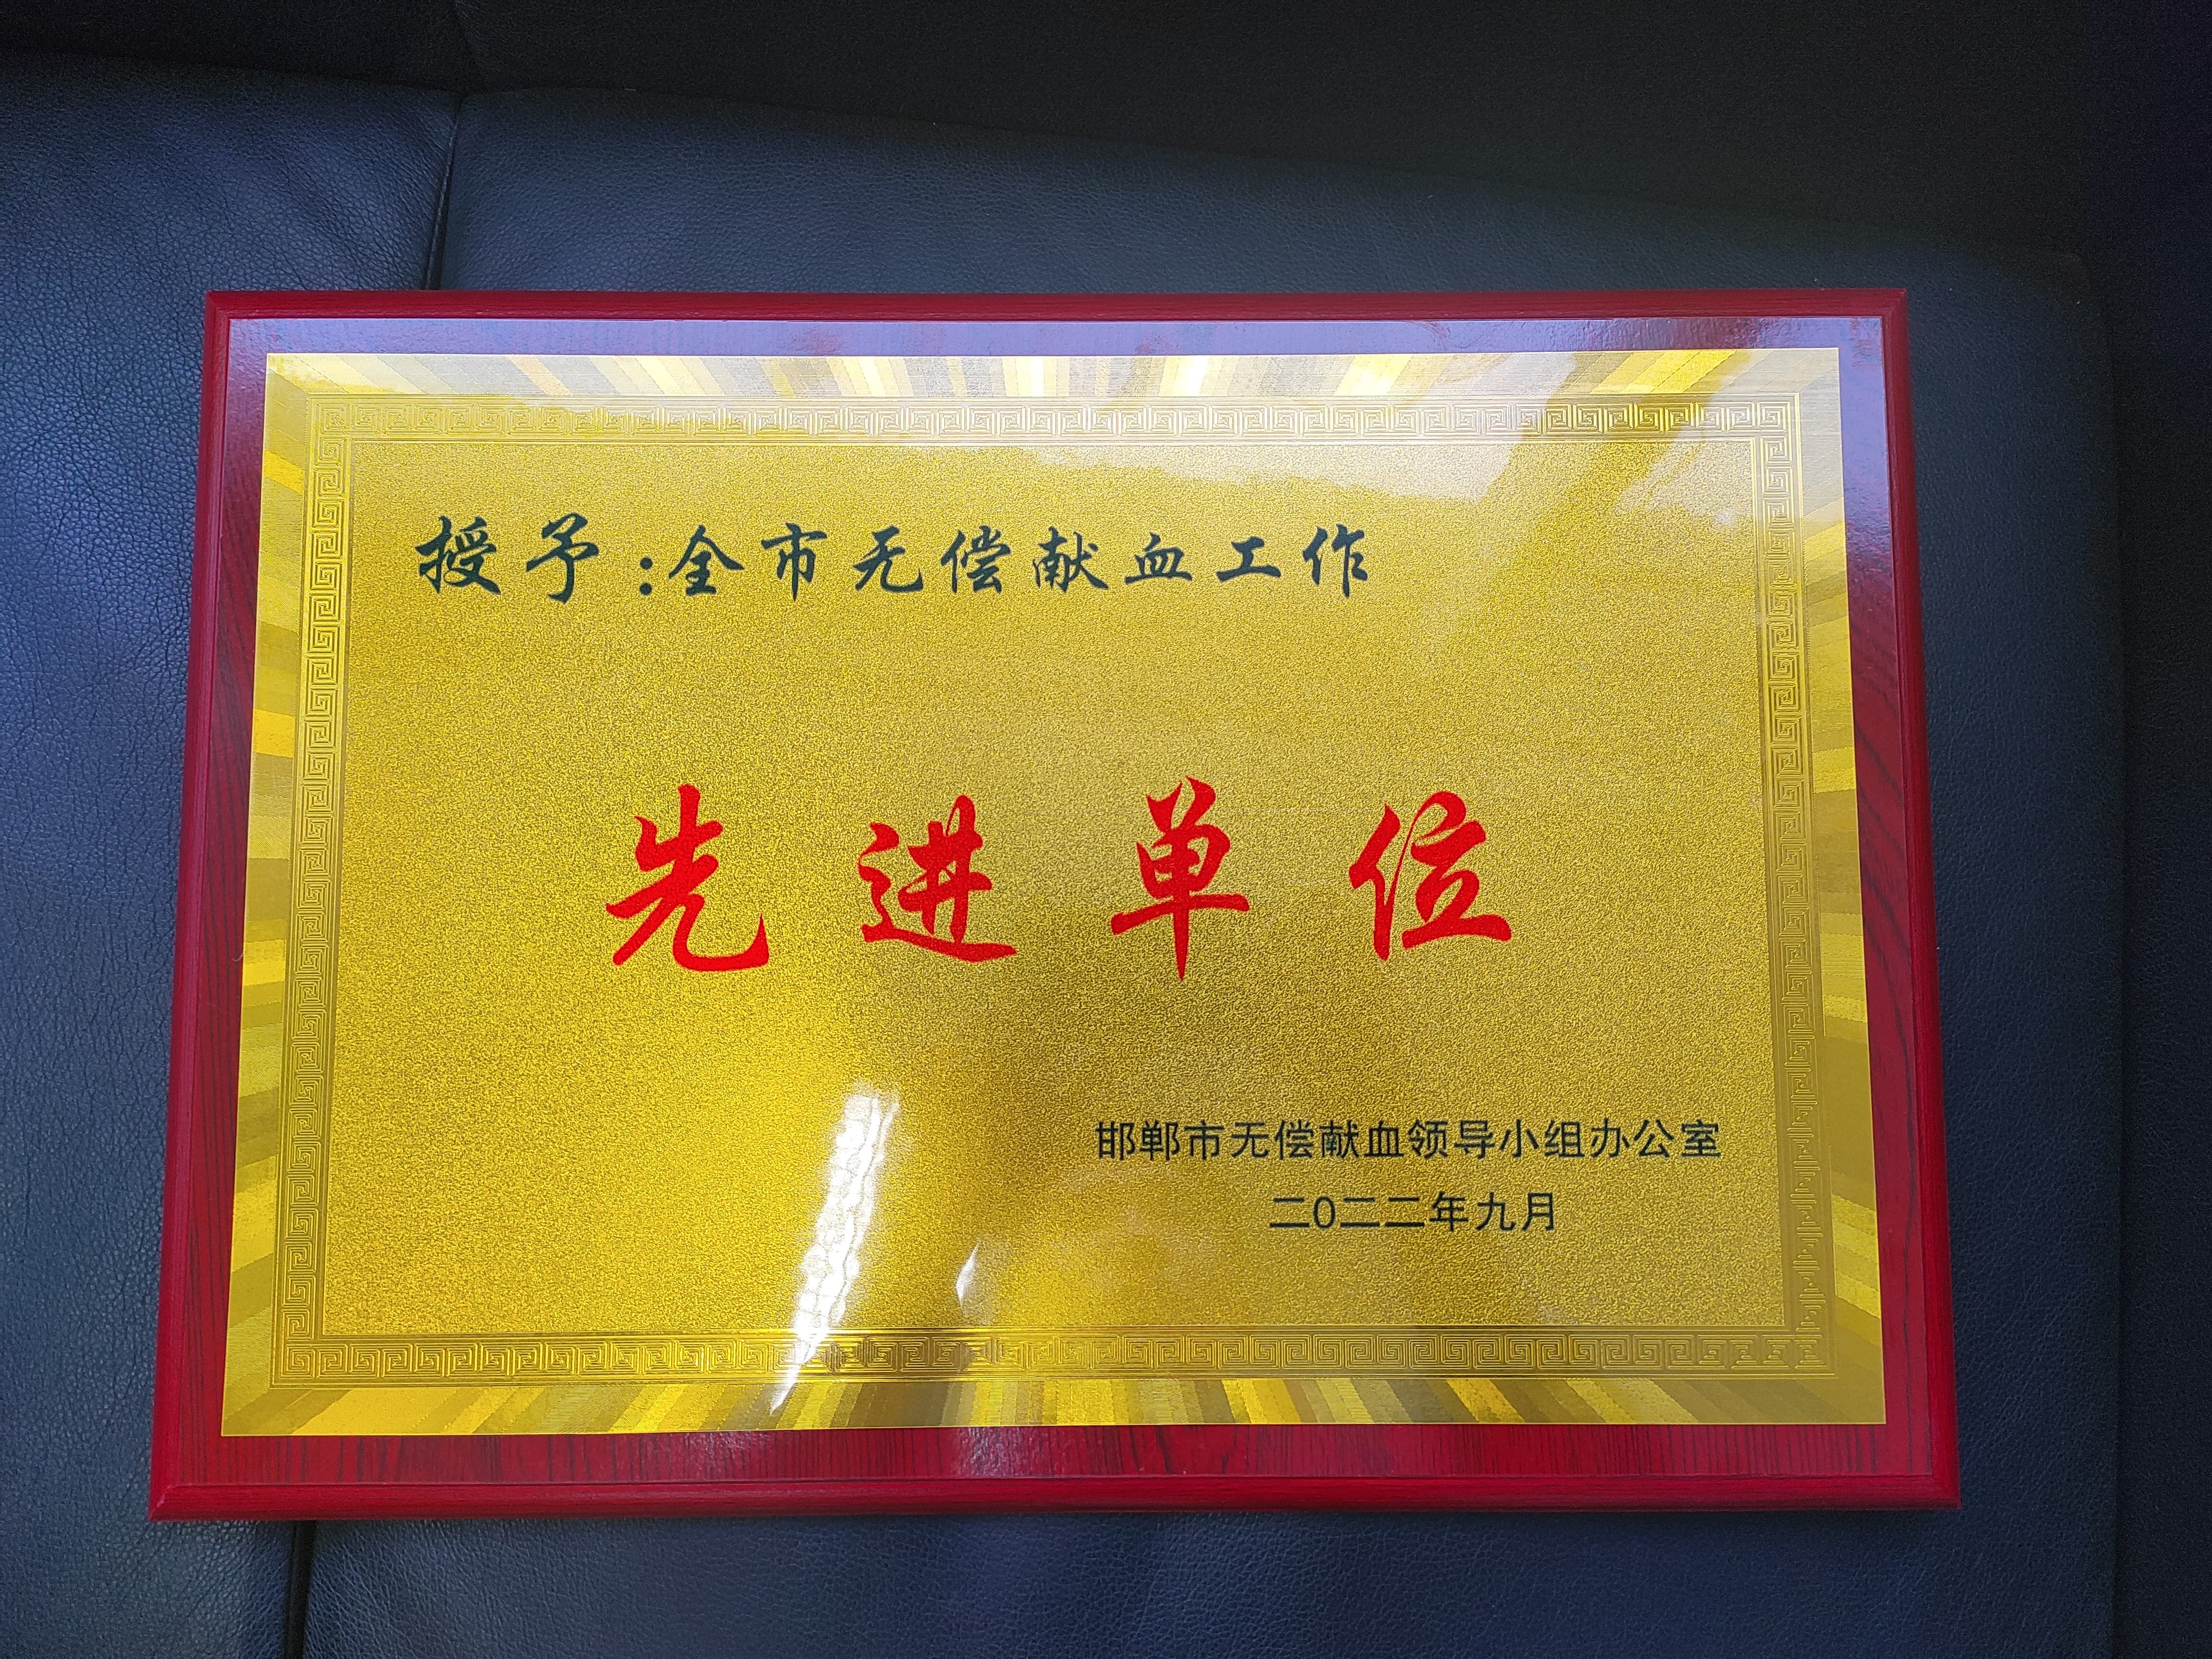 授予:全市无偿献血工作
先进单位
邯郸市无偿献血领导小组办公室
二0二二年九月